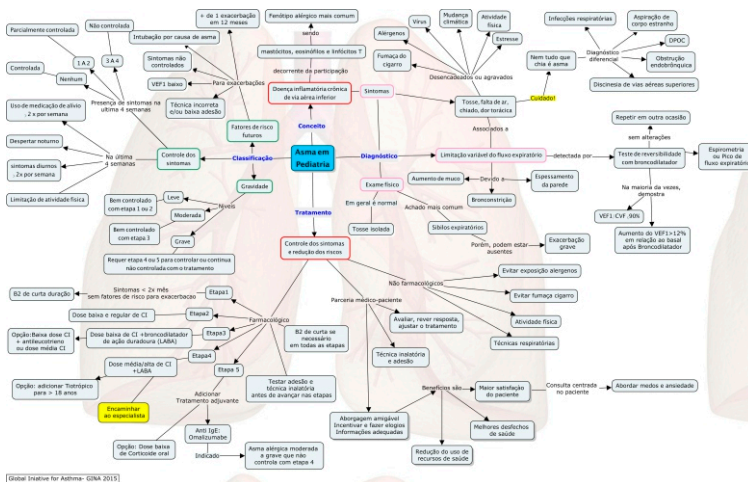 + de 1 exacerbação
em 12 meses
Fenótipo alérgico mais comum
sendo
mastócitos, eosinófilos e linfócitos T
decorrente da participação
Doença inflamatória crônica
de via aérea inferior
Conceito
Asma em
Pediatria
Parcialmente controlada
Não controlada
Controlada
1 A 2
3 A 4
Nenhum
Presença de sintomas na
ultima 4 semanas
Intubação por causa de asma
Sintomas não
controlados
VEF1 baixo
Para exacerbações
Técnica incorreta
e/ou baixa adesão
Fatores de risco
futuros
Classificação
Controle dos
sintomas
Na última
4 semanas
Uso de medicação de alívio
, 2 x por semana
Despertar noturno
sintomas diurnos
, 2x por semana
Limitação de atividade física
Gravidade
Níveis
Leve
Bem controlado
com etapa 1 ou 2
Moderada
Bem controlado
com etapa 3
Grave
Requer etapa 4 ou 5 para controlar ou continua
não controlada com o tratamento
Diagnóstico
Sintomas
Tosse, falta de ar,
chiado, dor torácica
Desencadeados ou agravados
Alérgenos
Fumaça do
cigarro
Vírus
Mudança
climática
Atividade
física
Estresse
Cuidado!
Nem tudo que
chia é asma
Diagnóstico
diferencial
Infecções respiratórias
Aspiração de
corpo estranho
DPOC
Obstrução
endobrônquica
Discinesia de vias aéreas superiores
Associados a
Limitação variável do fluxo expiratório
detectada por
Teste de reversibilidade
com broncodilatador
sem alterações
Repetir em outra ocasião
Espirometria
ou Pico de
fluxo expiratório
Na maioria da vezes,
demostra
VEF1:CVF ,90%
Aumento do VEF1>12%
em relação ao basal
após Broncodilatador
Aumento de muco
Devido a
Espessamento
da parede
Bronconstrição
Exame físico
Em geral é normal
Tosse isolada
Achado mais comum
Sibilos expiratórios
Porém, podem estar
ausentes
Exacerbação
grave
Tratamento
Controle dos sintomas
e redução dos riscos
Farmacológico
Etapa1
Sintomas < 2x mês
sem fatores de risco para exacerbacao
B2 de curta duração
Etapa2
Dose baixa e regular de CI
Etapa3
Dose baixa de CI +broncodilatador
de ação duradoura (LABA)
Opção:Baixa dose CI
+ antileucotrieno
ou dose média CI
Etapa4
Dose média/alta de CI
+LABA
Opção: adicionar Tiotrópico
para > 18 anos
Encaminhar
ao especialista
Etapa 5
Adicionar
Tratamento adjuvante
Opção: Dose baixa
de Corticoide oral
Anti IgE:
Omalizumabe
Indicado
Asma alérgica moderada
a grave que não
controla com etapa 4
B2 de curta se
necessário
em todas as etapas
Testar adesão e
técnica inalatória
antes de avançar nas etapas
Parceria médico-paciente
Avaliar, rever resposta,
ajustar o tratamento
Técnica inalatória
e adesão
Abordagem amigável
Incentivar e fazer elogios
Informações adequadas
Benefícios são
Maior satisfação
do paciente
Consulta centrada
no paciente
Abordar medos e ansiedade
Melhores desfechos
de saúde
Redução do uso de
recursos de saúde
Não farmacológicos
Evitar exposição alergenos
Evitar fumaça cigarro
Atividade física
Técnicas respiratórias
Global Iniative for Asthma- GINA 2015